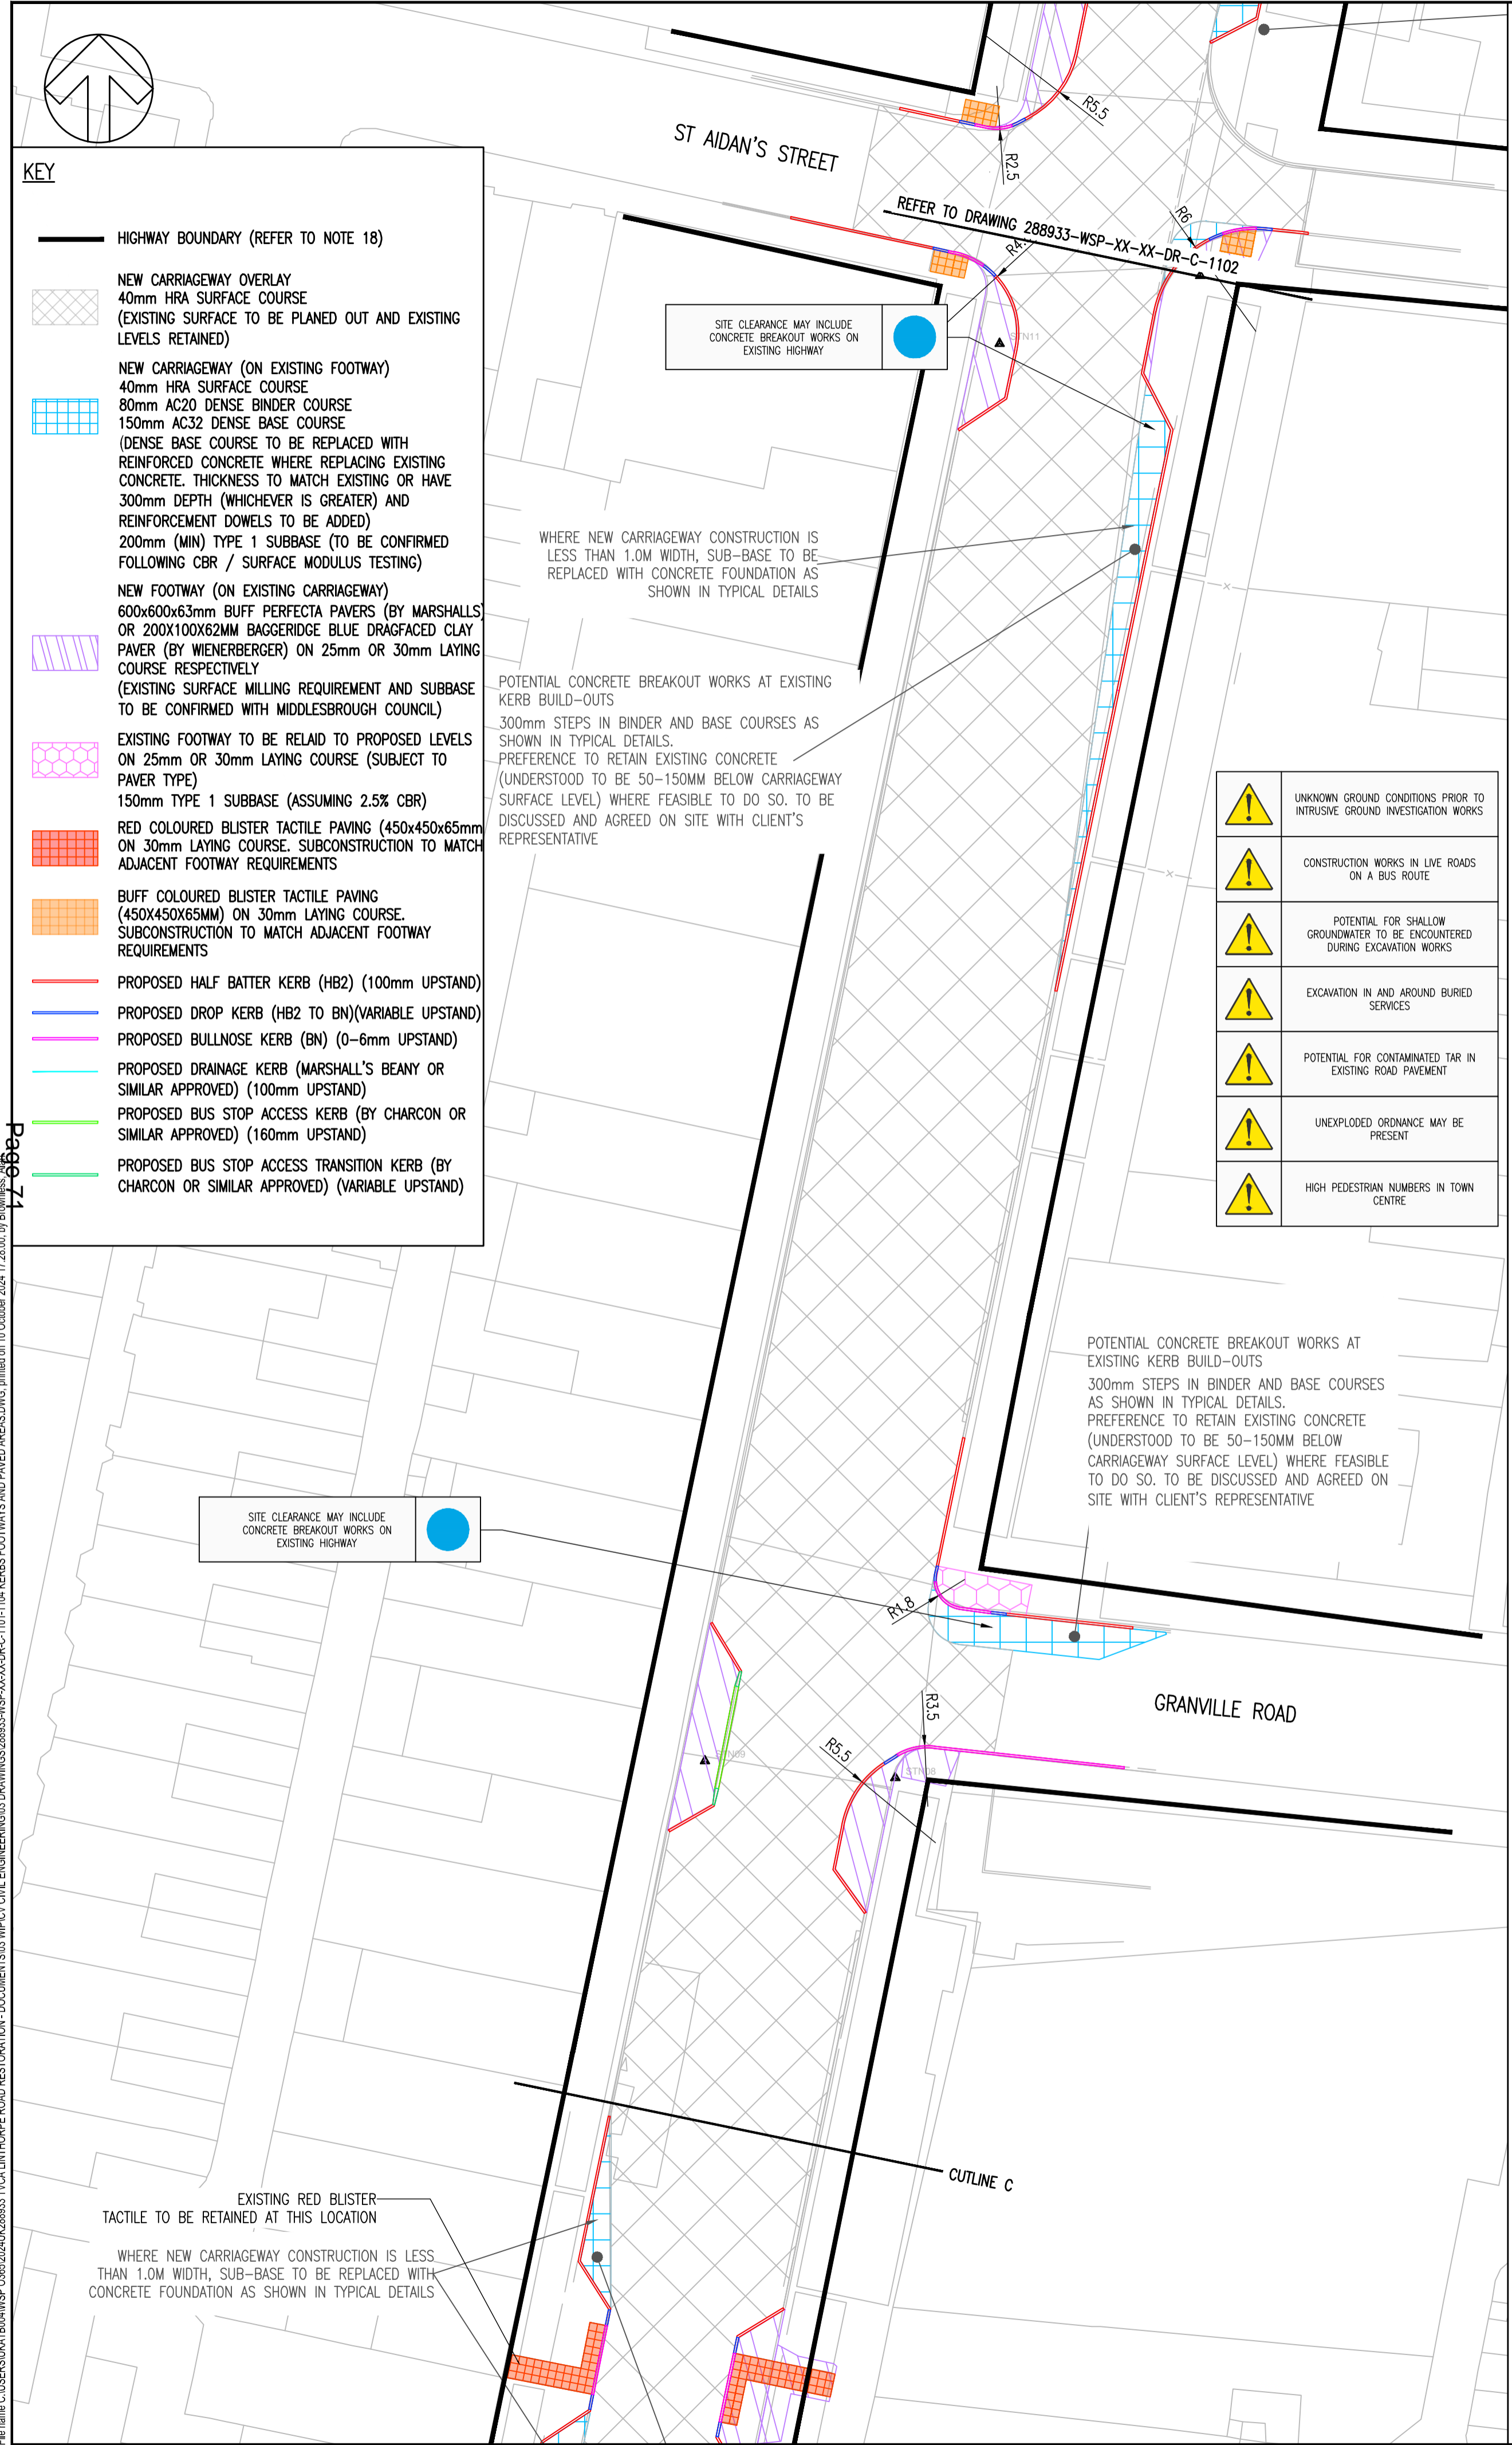 KEY
HIGHWAY BOUNDARY (REFER TO NOTE 18)
NEW CARRIAGEWAY OVERLAY
40mm HRA SURFACE COURSE
(EXISTING SURFACE TO BE PLANED OUT AND EXISTING
LEVELS RETAINED)
NEW CARRIAGEWAY (ON EXISTING FOOTWAY)
40mm HRA SURFACE COURSE
80mm AC20 DENSE BINDER COURSE
150mm AC32 DENSE BASE COURSE
(DENSE BASE COURSE TO BE REPLACED WITH
REINFORCED CONCRETE WHERE REPLACING EXISTING
CONCRETE. THICKNESS TO MATCH EXISTING OR HAVE
300mm DEPTH (WHICHEVER IS GREATER) AND
REINFORCEMENT DOWELS TO BE ADDED)
200mm (MIN) TYPE 1 SUBBASE (TO BE CONFIRMED
FOLLOWING CBR / SURFACE MODULUS TESTING)
NEW FOOTWAY (ON EXISTING CARRIAGEWAY)
600x600x63mm BUFF PERFECTA PAVERS (BY MARSHALLS)
OR 200X100X62MM BAGGERIDGE BLUE DRAGFACED CLAY
PAVER (BY WIENERBERGER) ON 25mm OR 30mm LAYING
COURSE RESPECTIVELY
(EXISTING SURFACE MILLING REQUIREMENT AND SUBBASE
TO BE CONFIRMED WITH MIDDLESBROUGH COUNCIL)
EXISTING FOOTWAY TO BE RELAID TO PROPOSED LEVELS
ON 25mm OR 30mm LAYING COURSE (SUBJECT TO
PAVER TYPE)
150mm TYPE 1 SUBBASE (ASSUMING 2.5% CBR)
RED COLOURED BLISTER TACTILE PAVING (450x450x65mm
ON 30mm LAYING COURSE. SUBCONSTRUCTION TO MATCH
ADJACENT FOOTWAY REQUIREMENTS
BUFF COLOURED BLISTER TACTILE PAVING
(450X450X65MM) ON 30mm LAYING COURSE.
SUBCONSTRUCTION TO MATCH ADJACENT FOOTWAY
REQUIREMENTS
PROPOSED HALF BATTER KERB (HB2) (100mm UPSTAND)
PROPOSED DROP KERB (HB2 TO BN)(VARIABLE UPSTAND)
PROPOSED BULLNOSE KERB (BN) (0-6mm UPSTAND)
PROPOSED DRAINAGE KERB (MARSHALL'S BEANY OR
SIMILAR APPROVED) (100mm UPSTAND)
PROPOSED BUS STOP ACCESS KERB (BY CHARCON OR
SIMILAR APPROVED) (160mm UPSTAND)
PROPOSED BUS STOP ACCESS TRANSITION KERB (BY
CHARCON OR SIMILAR APPROVED) (VARIABLE UPSTAND)
Page 71
ST AIDAN'S STREET
R5.5
R2.5
REFER TO DRAWING 288933-WSP-XX-XX-DR-C-1102
R6
R4.
SITE CLEARANCE MAY INCLUDE
CONCRETE BREAKOUT WORKS ON
EXISTING HIGHWAY
STN11
WHERE NEW CARRIAGEWAY CONSTRUCTION IS
LESS THAN 1.0M WIDTH, SUB-BASE TO BE
REPLACED WITH CONCRETE FOUNDATION AS
SHOWN IN TYPICAL DETAILS
POTENTIAL CONCRETE BREAKOUT WORKS AT EXISTING
KERB BUILD-OUTS
300mm STEPS IN BINDER AND BASE COURSES AS
SHOWN IN TYPICAL DETAILS.
PREFERENCE TO RETAIN EXISTING CONCRETE
(UNDERSTOOD TO BE 50-150MM BELOW CARRIAGEWAY
SURFACE LEVEL) WHERE FEASIBLE TO DO SO. TO BE
DISCUSSED AND AGREED ON SITE WITH CLIENT'S
REPRESENTATIVE
UNKNOWN GROUND CONDITIONS PRIOR TO
INTRUSIVE GROUND INVESTIGATION WORKS
CONSTRUCTION WORKS IN LIVE ROADS
ON A BUS ROUTE
POTENTIAL FOR SHALLOW
GROUNDWATER TO BE ENCOUNTERED
DURING EXCAVATION WORKS
EXCAVATION IN AND AROUND BURIED
SERVICES
POTENTIAL FOR CONTAMINATED TAR IN
EXISTING ROAD PAVEMENT
UNEXPLODED ORDNANCE MAY BE
PRESENT
HIGH PEDESTRIAN NUMBERS IN TOWN
CENTRE
POTENTIAL CONCRETE BREAKOUT WORKS AT
EXISTING KERB BUILD-OUTS
300mm STEPS IN BINDER AND BASE COURSES
AS SHOWN IN TYPICAL DETAILS.
PREFERENCE TO RETAIN EXISTING CONCRETE
(UNDERSTOOD TO BE 50-150MM BELOW
CARRIAGEWAY SURFACE LEVEL) WHERE FEASIBLE
TO DO SO. TO BE DISCUSSED AND AGREED ON
SITE WITH CLIENT'S REPRESENTATIVE
SITE CLEARANCE MAY INCLUDE
CONCRETE BREAKOUT WORKS ON
EXISTING HIGHWAY
R1.8
GRANVILLE ROAD
R3.5
R5.5
STN09
STN08
CUTLINE C
EXISTING RED BLISTER
TACTILE TO BE RETAINED AT THIS LOCATION
WHERE NEW CARRIAGEWAY CONSTRUCTION IS LESS
THAN 1.0M WIDTH, SUB-BASE TO BE REPLACED WITH
CONCRETE FOUNDATION AS SHOWN IN TYPICAL DETAILS